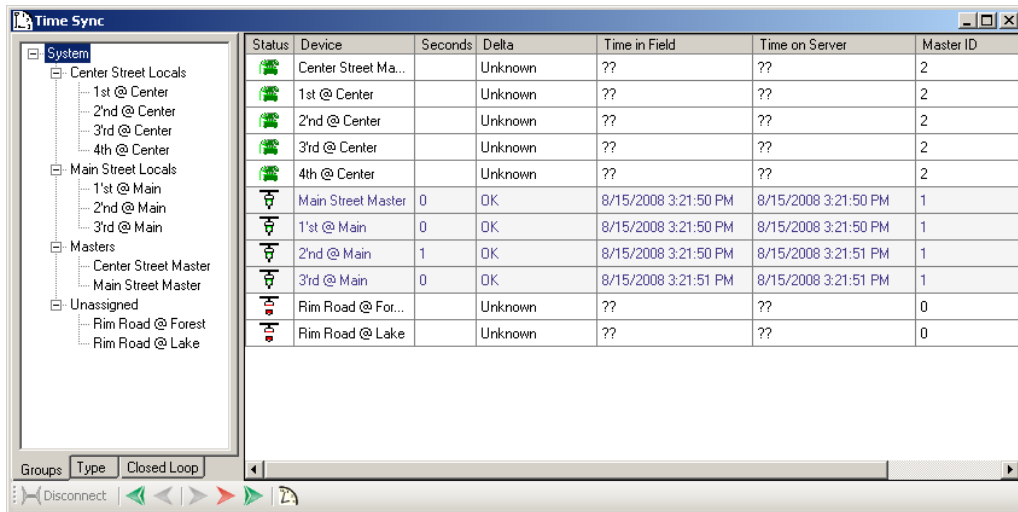 Time Sync
System
Center Street Locals
1st @ Center
2'nd @ Center
3'rd @ Center
4th @ Center
Main Street Locals
1'st @ Main
2'nd @ Main
3'rd @ Main
Masters
Center Street Master
Main Street Master
Unassigned
Rim Road @ Forest
Rim Road @ Lake
Groups Type Closed Loop
Status Device Seconds Delta Time in Field Time on Server Master ID
Center Street Ma... Unknown ?? ?? 2
1st @ Center Unknown ?? ?? 2
2'nd @ Center Unknown ?? ?? 2
3'rd @ Center Unknown ?? ?? 2
4th @ Center Unknown ?? ?? 2
Main Street Master 0 OK 8/15/2008 3:21:50 PM 8/15/2008 3:21:50 PM 1
1'st @ Main 0 OK 8/15/2008 3:21:50 PM 8/15/2008 3:21:50 PM 1
2'nd @ Main 1 OK 8/15/2008 3:21:50 PM 8/15/2008 3:21:51 PM 1
3'rd @ Main 0 OK 8/15/2008 3:21:51 PM 8/15/2008 3:21:51 PM 1
Rim Road @ For... Unknown ?? ?? 0
Rim Road @ Lake Unknown ?? ?? 0
Disconnect